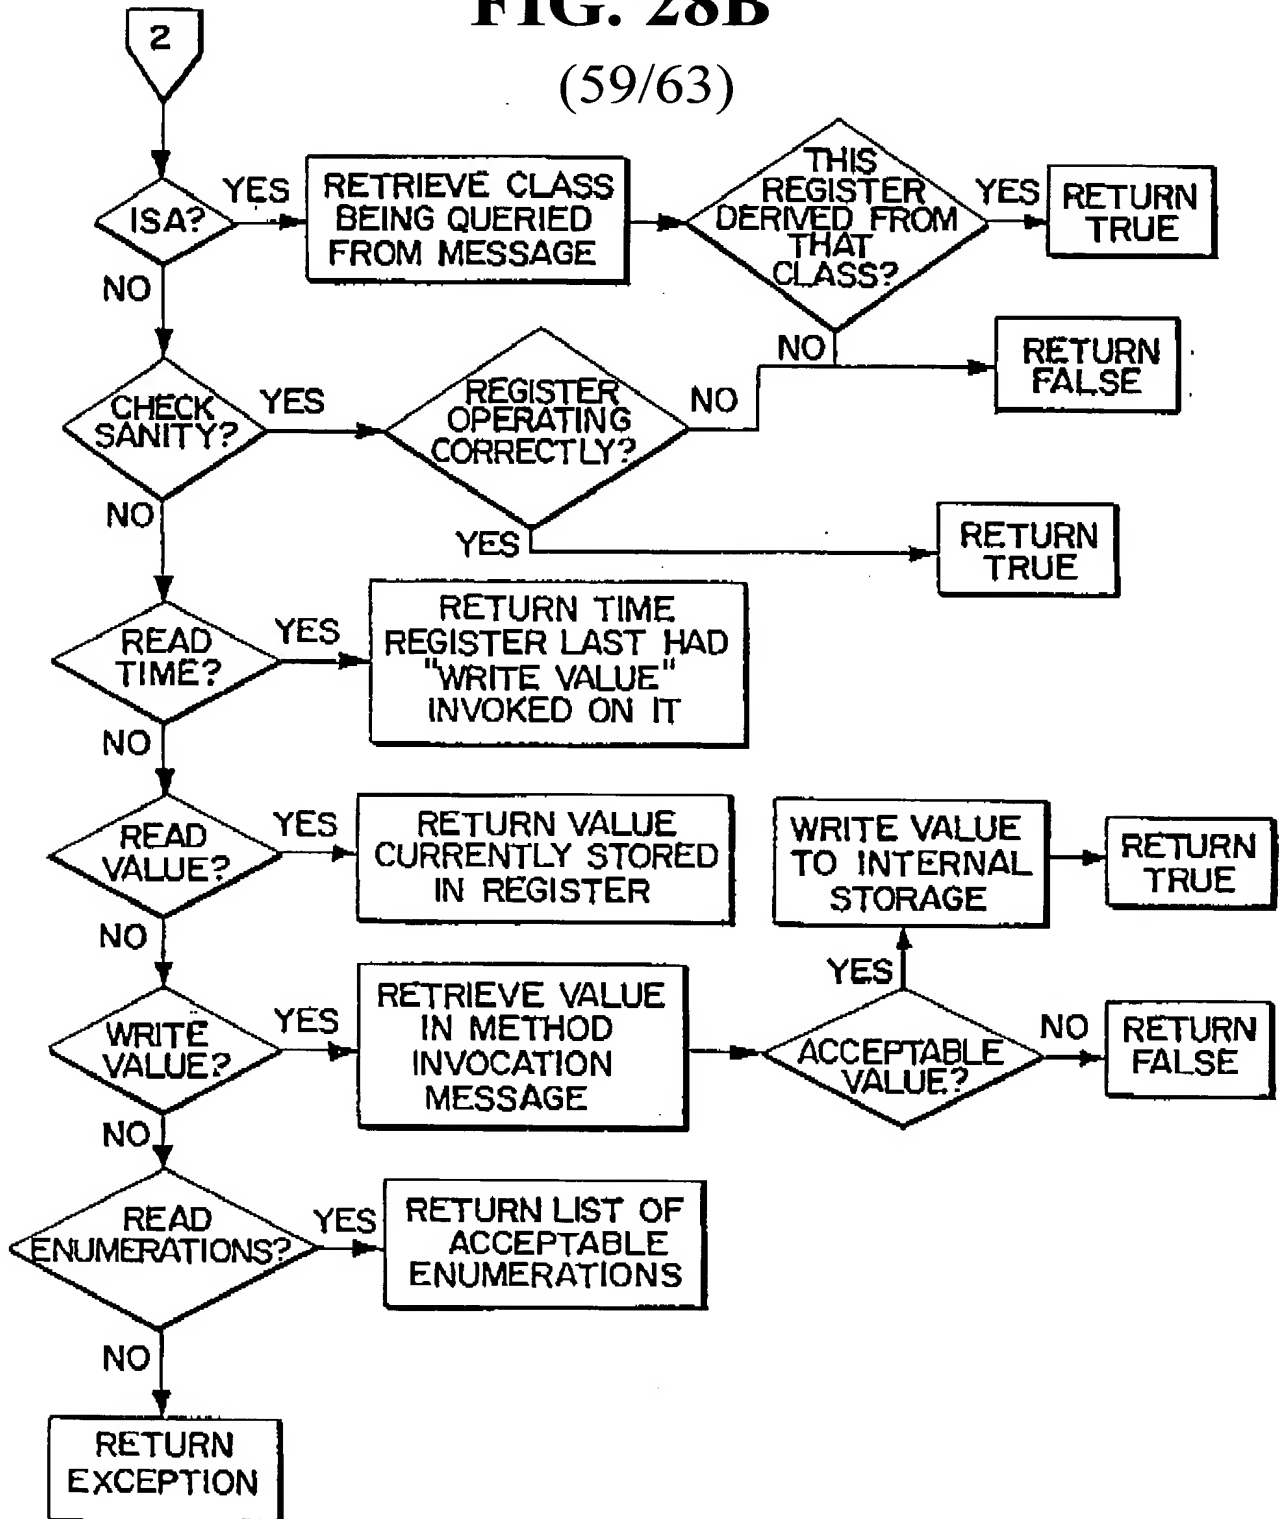 FIG. 28B
(59/63)
2
ISA?
YES
RETRIEVE CLASS
BEING QUERIED
FROM MESSAGE
THIS
REGISTER
DERIVED FROM
THAT
CLASS?
YES
RETURN
TRUE
NO
NO
RETURN
FALSE
CHECK
SANITY?
YES
REGISTER
OPERATING
CORRECTLY?
NO
YES
RETURN
TRUE
NO
READ
TIME?
YES
RETURN TIME
REGISTER LAST HAD
"WRITE VALUE"
INVOKED ON IT
NO
READ
VALUE?
YES
RETURN VALUE
CURRENTLY STORED
IN REGISTER
WRITE VALUE
TO INTERNAL
STORAGE
RETURN
TRUE
NO
WRITE
VALUE?
YES
RETRIEVE VALUE
IN METHOD
INVOCATION
MESSAGE
YES
ACCEPTABLE
VALUE?
NO
RETURN
FALSE
NO
READ
ENUMERATIONS?
YES
RETURN LIST OF
ACCEPTABLE
ENUMERATIONS
NO
RETURN
EXCEPTION